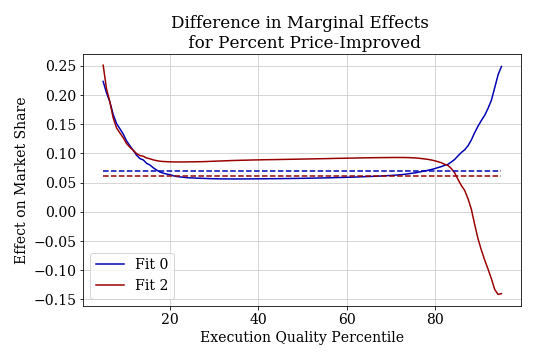 Difference in Marginal Effects
for Percent Price-Improved
Effect on Market Share
0.25
0.20
0.15
0.10
0.05
0.00
−0.05
−0.10
−0.15
Fit 0
Fit 2
20 40 60 80
Execution Quality Percentile